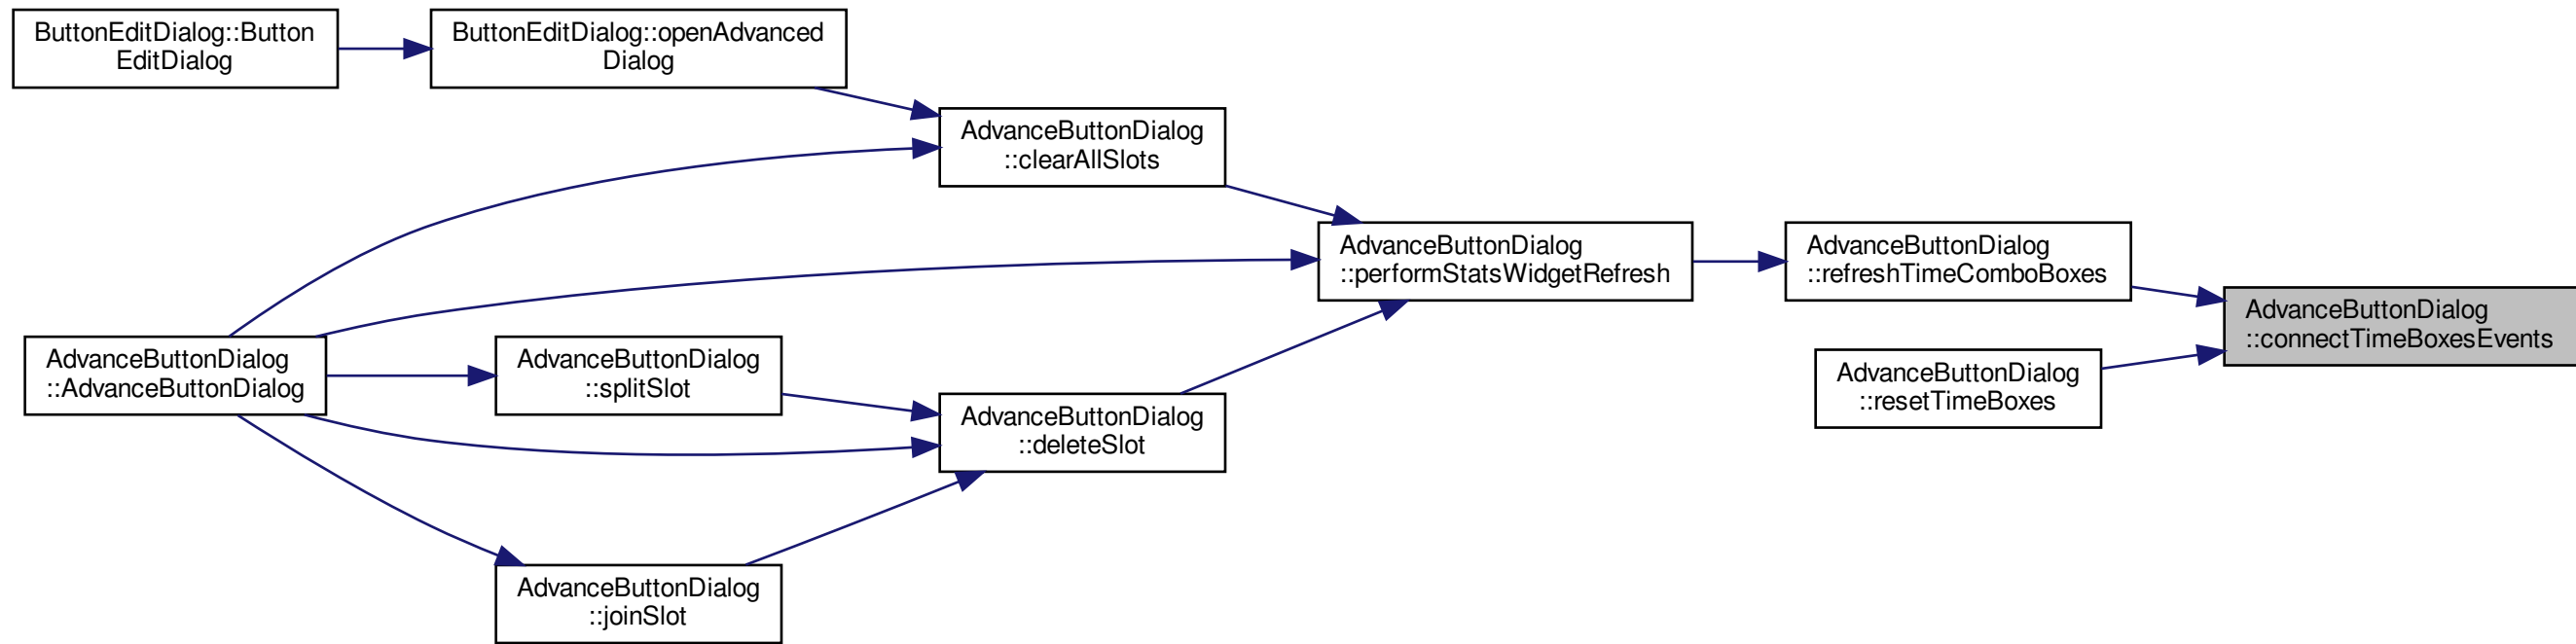 ButtonEditDialog::Button
EditDialog
ButtonEditDialog::openAdvanced
Dialog
AdvanceButtonDialog
::clearAllSlots
AdvanceButtonDialog
::performStatsWidgetRefresh
AdvanceButtonDialog
::refreshTimeComboBoxes
AdvanceButtonDialog
::connectTimeBoxesEvents
AdvanceButtonDialog
::AdvanceButtonDialog
AdvanceButtonDialog
::splitSlot
AdvanceButtonDialog
::resetTimeBoxes
AdvanceButtonDialog
::deleteSlot
AdvanceButtonDialog
::joinSlot